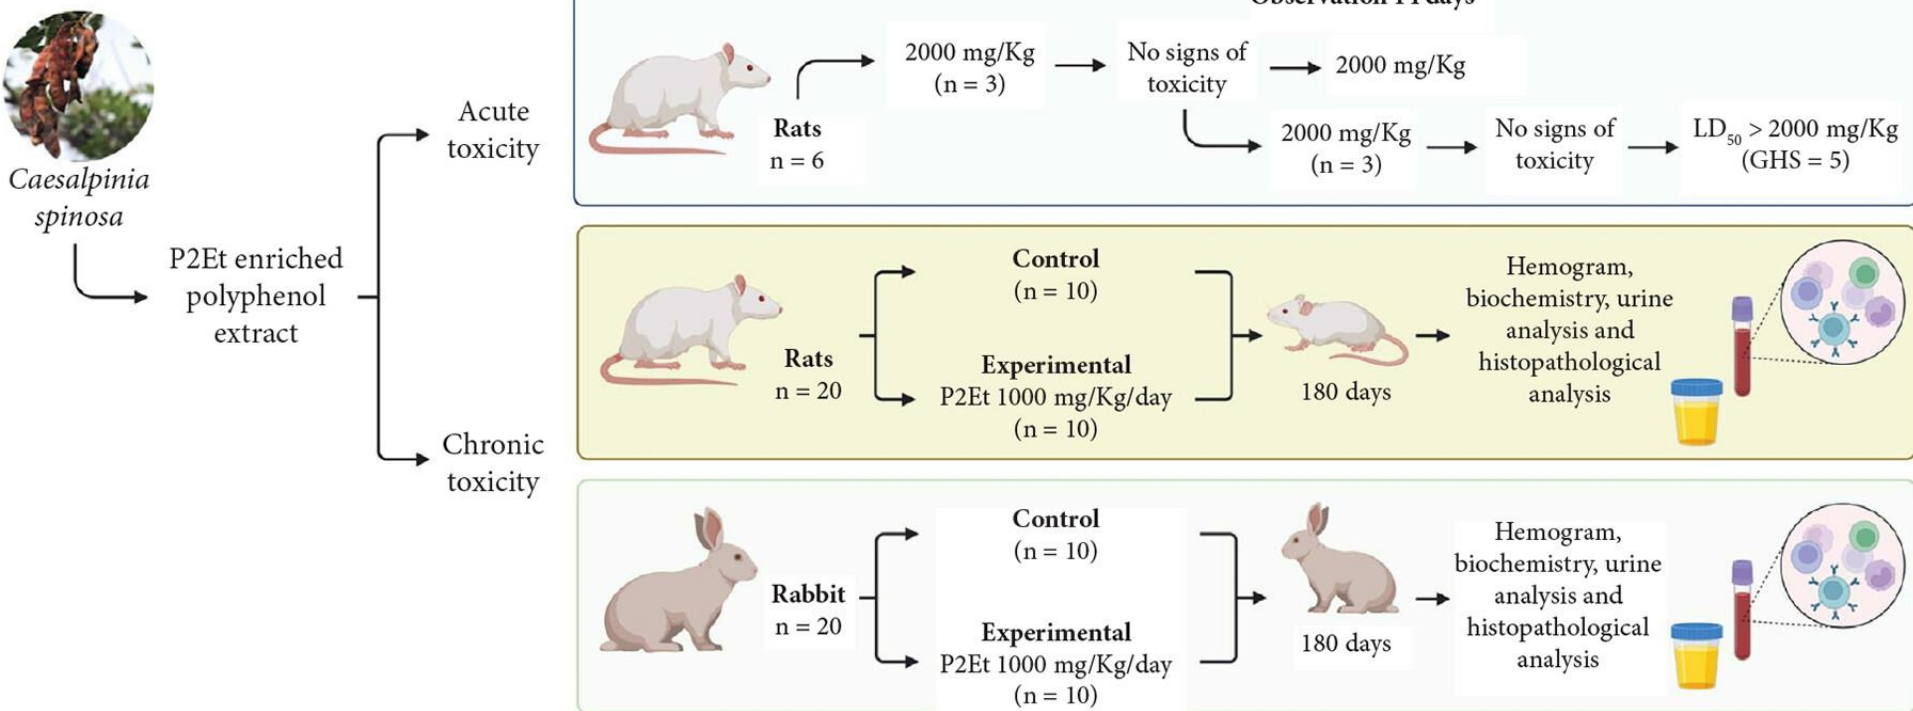 Observation 14 days
Caesalpinia
spinosa
P2Et enriched
polyphenol
extract
Acute
toxicity
Chronic
toxicity
Rats
n = 6
2000 mg/Kg
(n = 3)
No signs of
toxicity
2000 mg/Kg
2000 mg/Kg
(n = 3)
No signs of
toxicity
LD50 > 2000 mg/Kg
(GHS = 5)
Rats
n = 20
Control
(n = 10)
Experimental
P2Et 1000 mg/Kg/day
(n = 10)
180 days
Hemogram,
biochemistry, urine
analysis and
histopathological
analysis
Rabbit
n = 20
Control
(n = 10)
Experimental
P2Et 1000 mg/Kg/day
(n = 10)
180 days
Hemogram,
biochemistry, urine
analysis and
histopathological
analysis